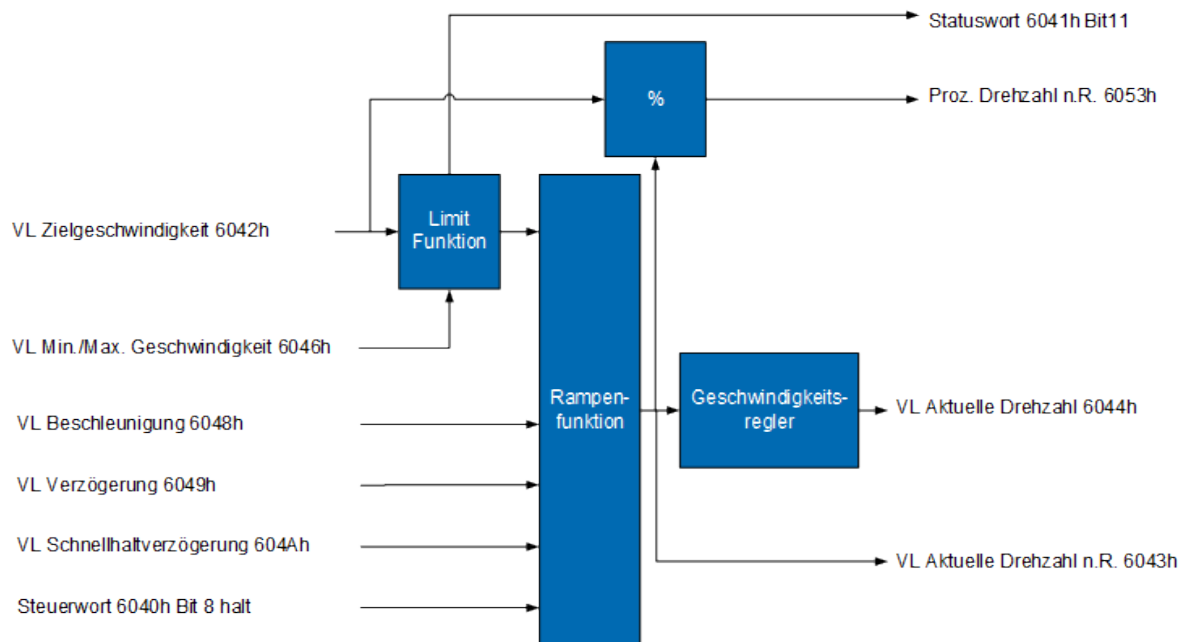 Statuswort 6041h Bit11
%
Proz. Drehzahl n.R. 6053h
VL Zielgeschwindigkeit 6042h
Limit
Funktion
VL Min./Max. Geschwindigkeit 6046h
Rampen-
funktion
Geschwindigkeits-
regler
VL Aktuelle Drehzahl 6044h
VL Beschleunigung 6048h
VL Verzögerung 6049h
VL Schnellhaltverzögerung 604Ah
VL Aktuelle Drehzahl n.R. 6043h
Steuerwort 6040h Bit 8 halt